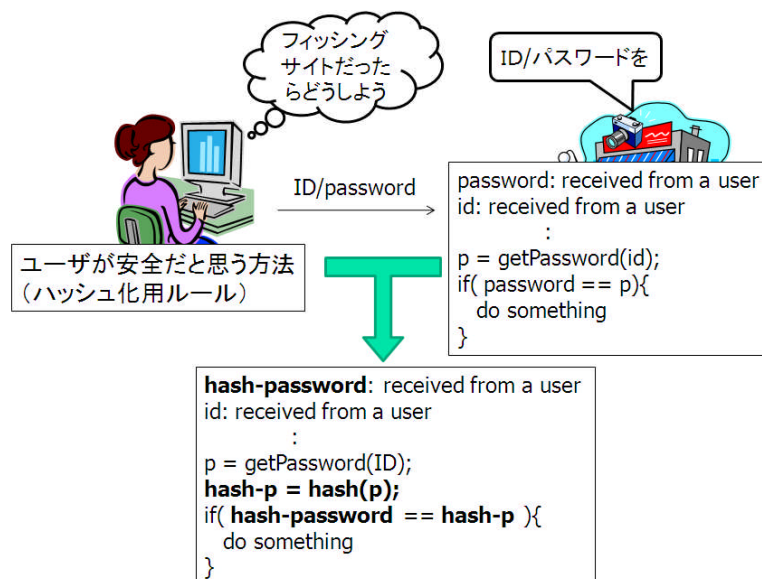 フィッシング
サイトだった
らどうしよう
ID/パスワードを
ID/password
password: received from a user
id: received from a user
:
p = getPassword(id);
if( password == p){
do something
}
ユーザが安全だと思う方法
(ハッシュ化用ルール)
hash-password: received from a user
id: received from a user
:
p = getPassword(ID);
hash-p = hash(p);
if( hash-password == hash-p ){
do something
}